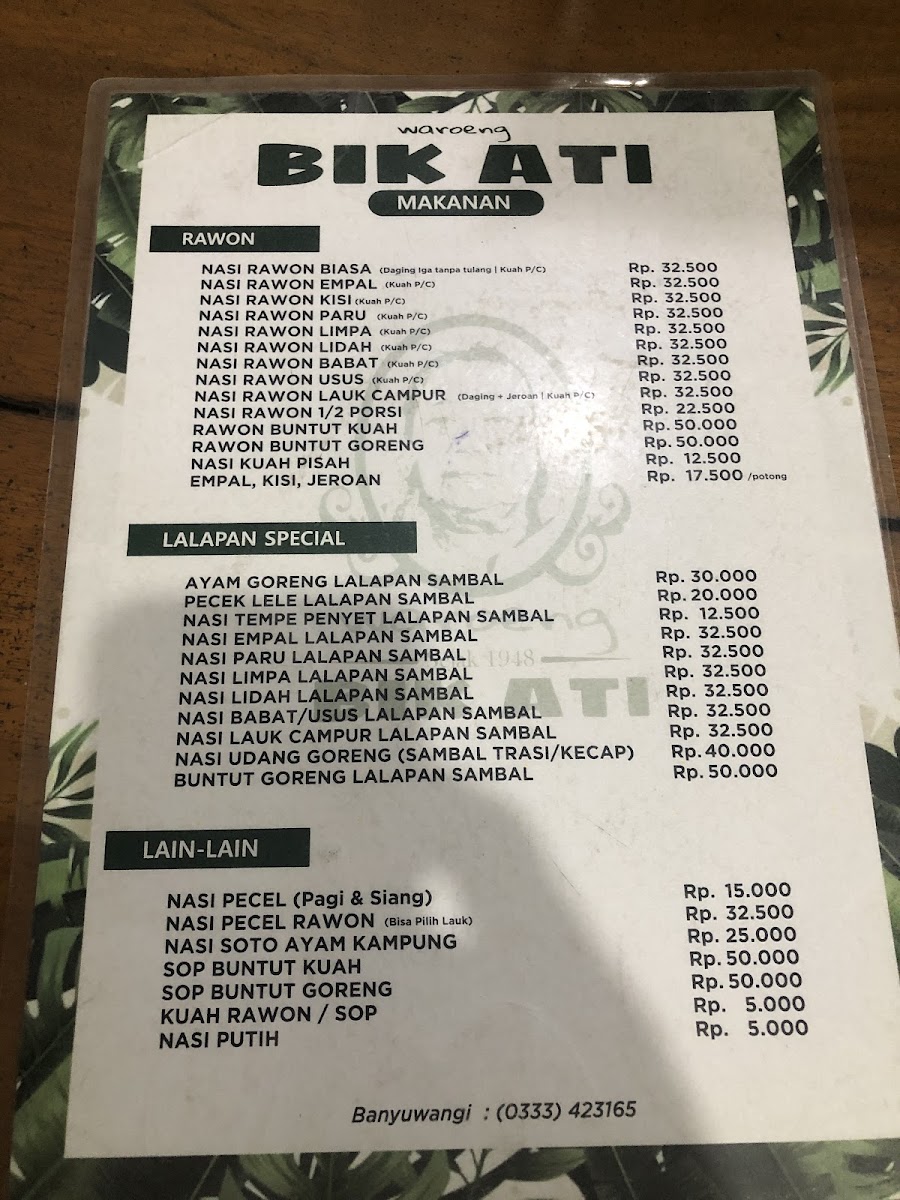 waroeng
BIK ATI
MAKANAN
RAWON
NASI RAWON BIASA (Daging Iga tanpa tulang | Kuah P/C) Rp. 32.500
NASI RAWON EMPAL (Kuah P/C) Rp. 32.500
NASI RAWON KISI (Kuah P/C) Rp. 32.500
NASI RAWON PARU (Kuah P/C) Rp. 32.500
NASI RAWON LIMPA (Kuah P/C) Rp. 32.500
NASI RAWON LIDAH (Kuah P/C) Rp. 32.500
NASI RAWON BABAT (Kuah P/C) Rp. 32.500
NASI RAWON USUS (Kuah P/C) Rp. 32.500
NASI RAWON LAUK CAMPUR (Daging + Jeroan | Kuah P/C) Rp. 32.500
NASI RAWON 1/2 PORSI Rp. 22.500
RAWON BUNTUT KUAH Rp. 50.000
RAWON BUNTUT GORENG Rp. 50.000
NASI KUAH PISAH Rp. 12.500
EMPAL, KISI, JEROAN Rp. 17.500 /potong
LALAPAN SPECIAL
AYAM GORENG LALAPAN SAMBAL Rp. 30.000
PECEK LELE LALAPAN SAMBAL Rp. 20.000
NASI TEMPE PENYET LALAPAN SAMBAL Rp. 12.500
NASI EMPAL LALAPAN SAMBAL Rp. 32.500
NASI PARU LALAPAN SAMBAL Rp. 32.500
NASI LIMPA LALAPAN SAMBAL Rp. 32.500
NASI LIDAH LALAPAN SAMBAL Rp. 32.500
NASI BABAT/USUS LALAPAN SAMBAL Rp. 32.500
NASI LAUK CAMPUR LALAPAN SAMBAL Rp. 32.500
NASI UDANG GORENG (SAMBAL TRASI/KECAP) Rp. 40.000
BUNTUT GORENG LALAPAN SAMBAL Rp. 50.000
1948
ATI
LAIN-LAIN
NASI PECEL (Pagi & Siang) Rp. 15.000
NASI PECEL RAWON (Bisa Pilih Lauk) Rp. 32.500
NASI SOTO AYAM KAMPUNG Rp. 25.000
SOP BUNTUT KUAH Rp. 50.000
SOP BUNTUT GORENG Rp. 50.000
KUAH RAWON / SOP Rp. 5.000
NASI PUTIH Rp. 5.000
Banyuwangi : (0333) 423165